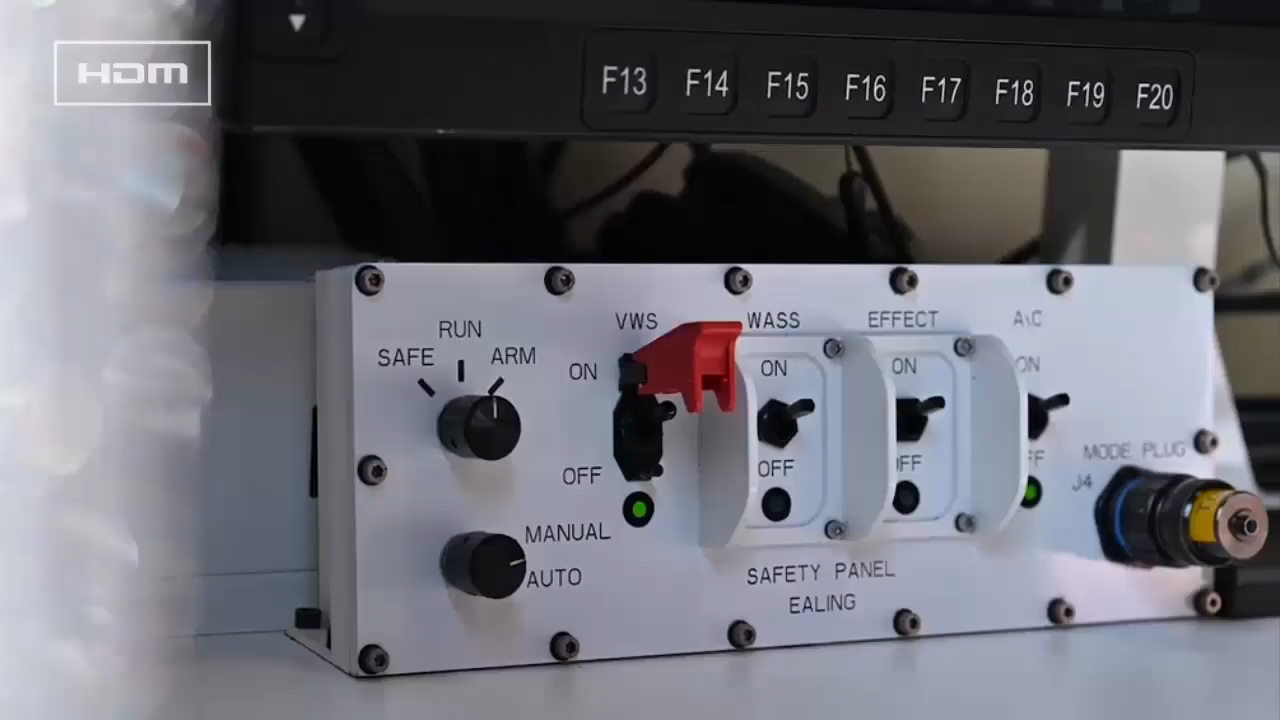 HDM
F13 F14 F15 F16 F17 F18 F19 F20
SAFE RUN ARM
VWS
ON
OFF
WASS
ON
OFF
EFFECT
ON
OFF
ON
MODE PLUG
J4
MANUAL
AUTO
SAFETY PANEL
EALING